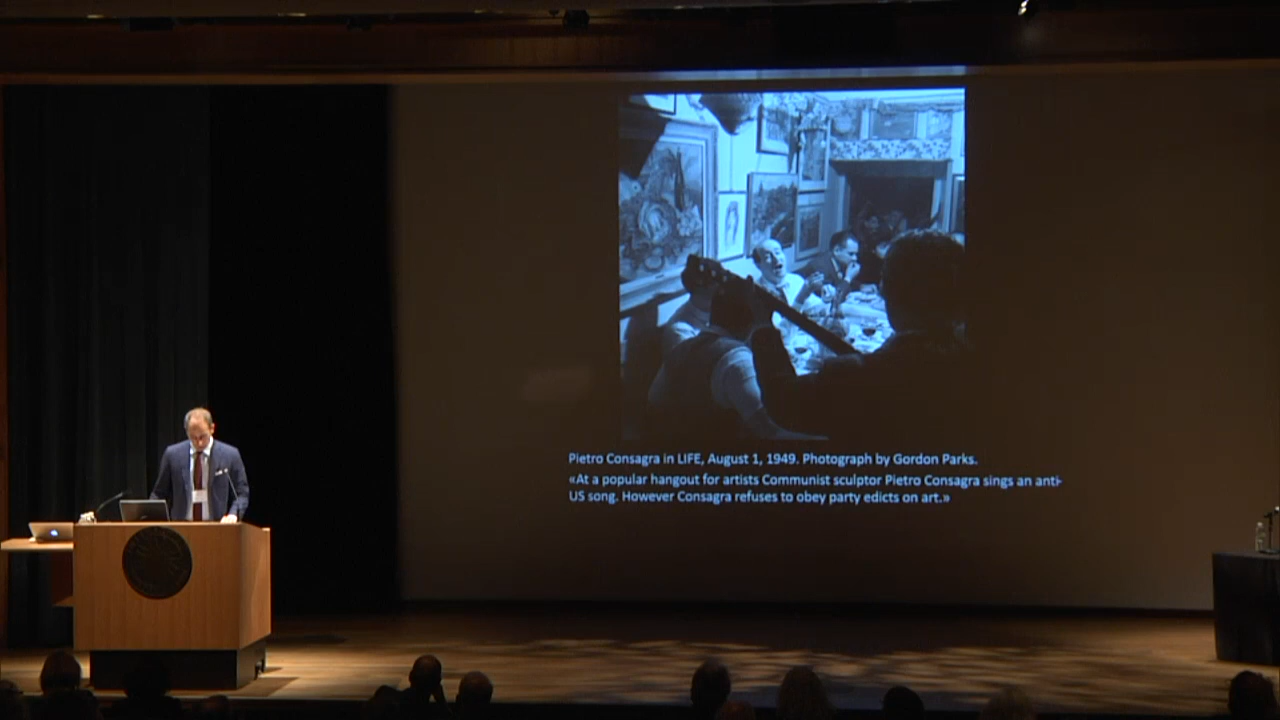 Pietro Consagra in LIFE, August 1, 1949. Photograph by Gordon Parks.
«At a popular hangout for artists Communist sculptor Pietro Consagra sings an anti-
US song. However Consagra refuses to obey party edicts on art.»